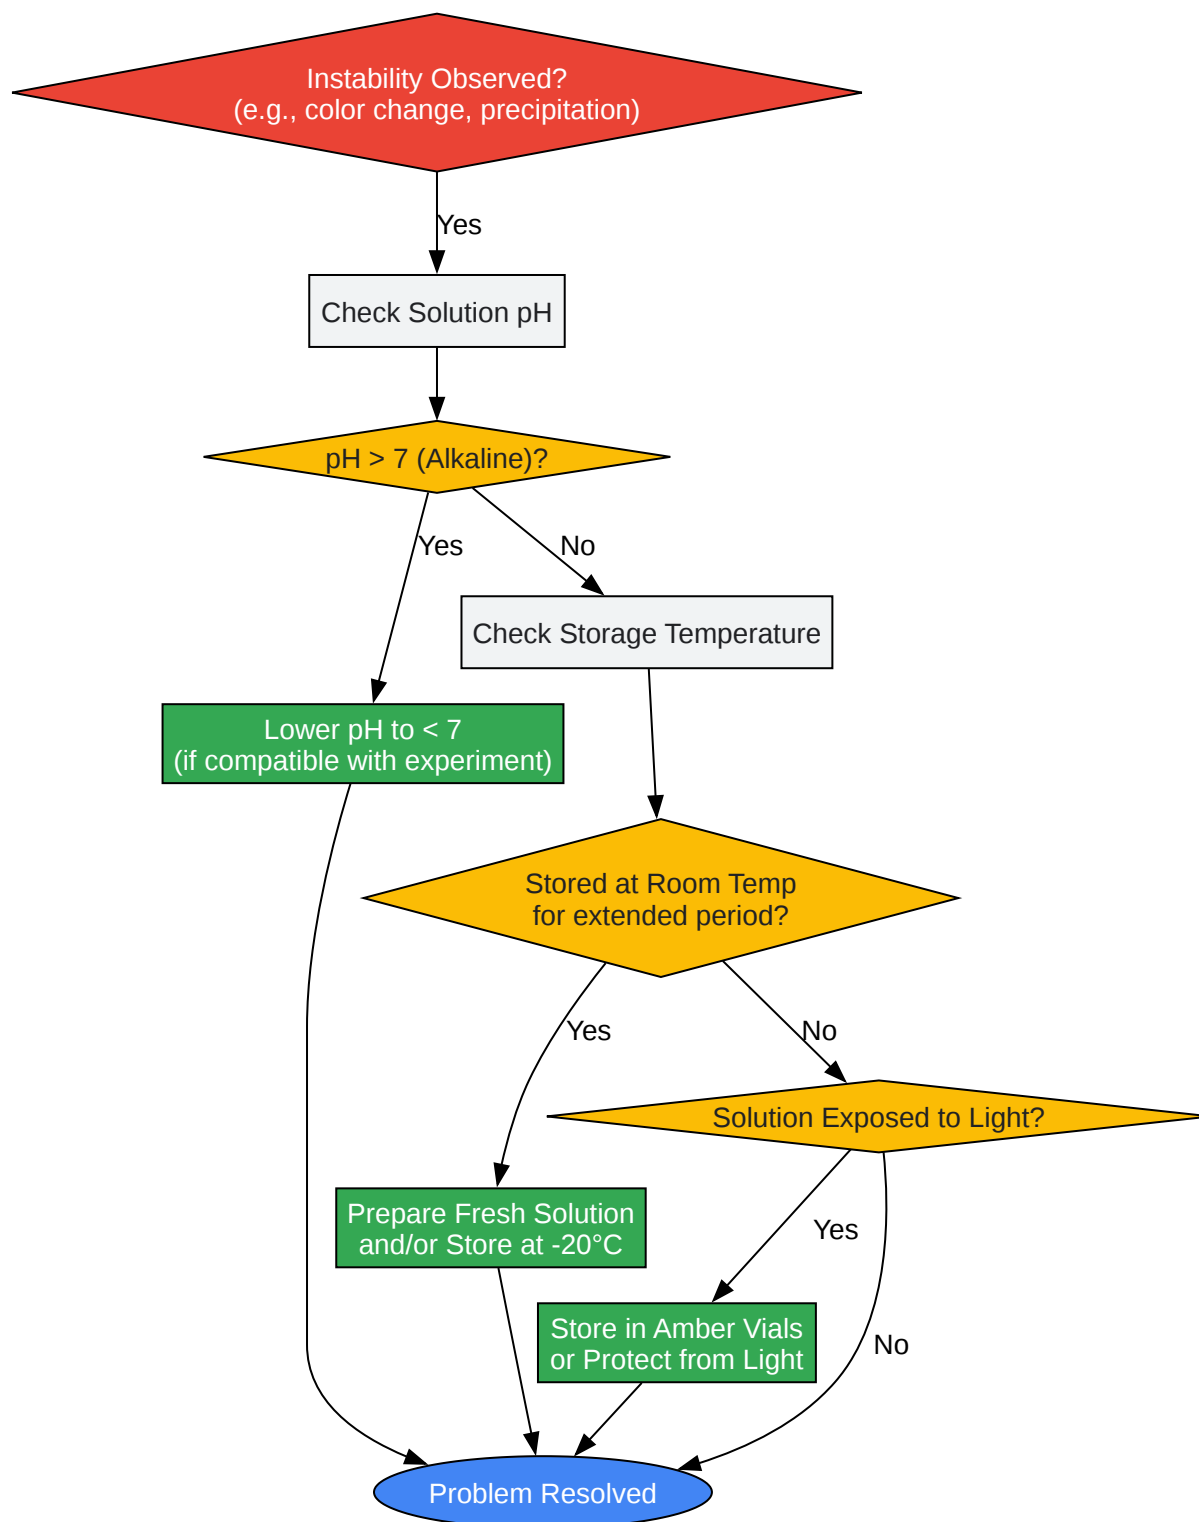 Instability Observed?
(e.g., color change, precipitation)
Yes
Check Solution pH
pH > 7 (Alkaline)?
Yes
No
Check Storage Temperature
Lower pH to < 7
(if compatible with experiment)
Stored at Room Temp
for extended period?
Yes
No
Solution Exposed to Light?
Prepare Fresh Solution
and/or Store at -20°C
Yes
Store in Amber Vials
or Protect from Light
No
Problem Resolved